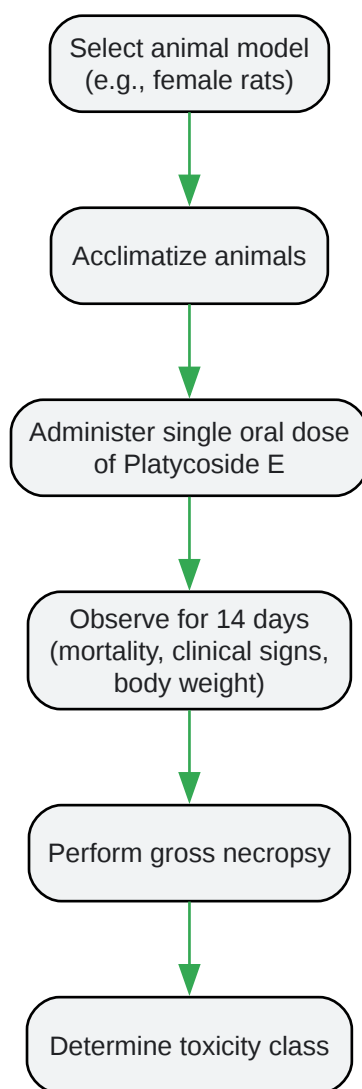 Select animal model
(e.g., female rats)
Acclimatize animals
Administer single oral dose
of Platycoside E
Observe for 14 days
(mortality, clinical signs,
body weight)
Perform gross necropsy
Determine toxicity class